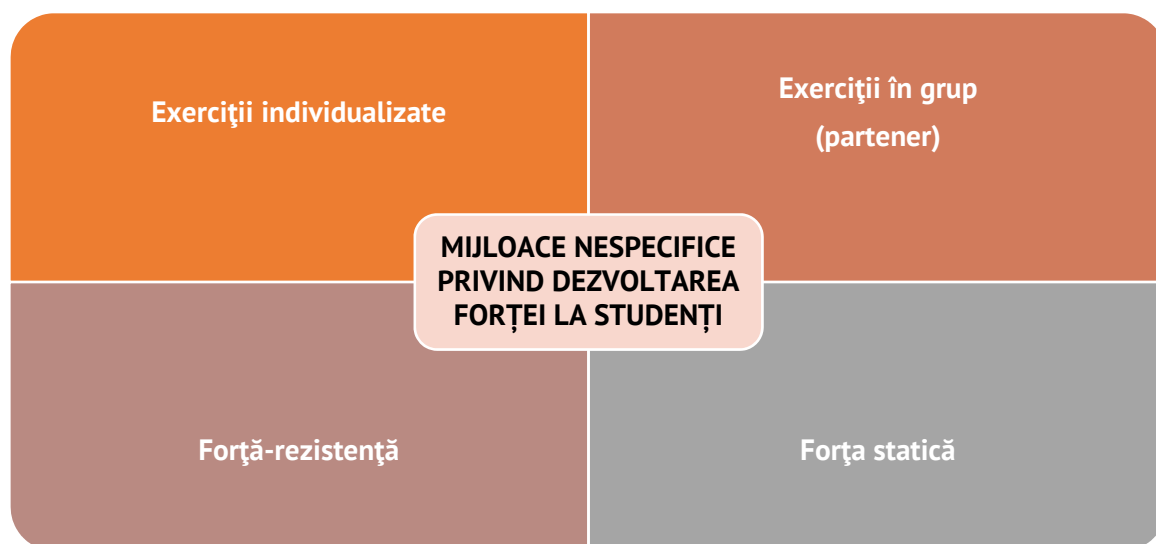 Exerciţii individualizate
Exerciţii în grup
(partener)
MIJLOACE NESPECIFICE
PRIVIND DEZVOLTAREA
FORȚEI LA STUDENȚI
Forţă-rezistenţă
Forţa statică